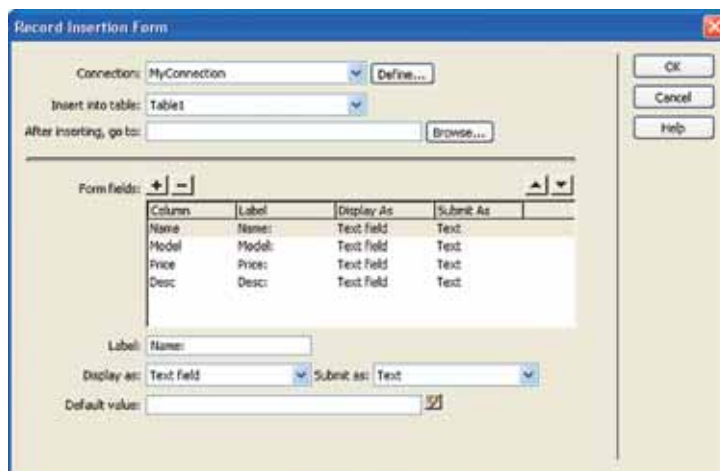 Record Insertion Form
Connection: MyConnection Define... OK
Insert into table: Table1 Cancel
After inserting, go to: Browse... Help
Form fields: + −
Column Label Display As Submit As
Name Name: Text field Text
Model Model: Text field Text
Price Price: Text field Text
Desc Desc: Text field Text
Label: Name:
Display as: Text field Submit as: Text
Default value: